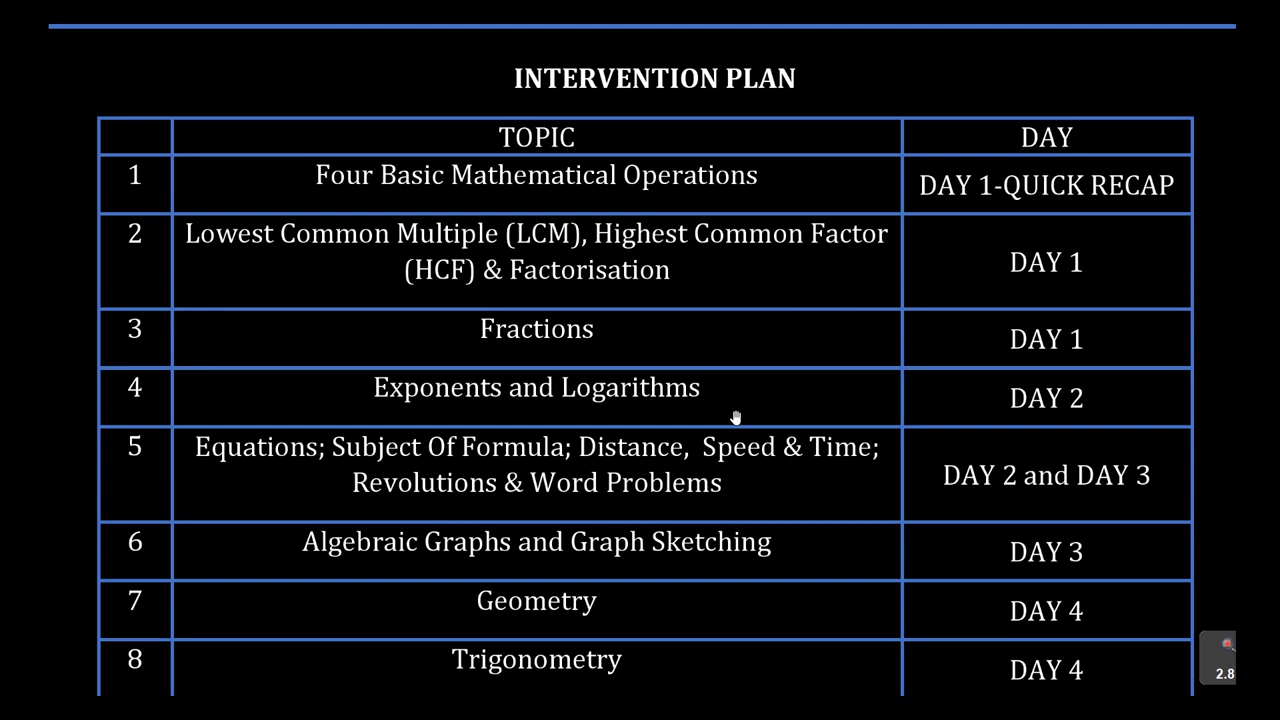 INTERVENTION PLAN
TOPIC DAY
1 Four Basic Mathematical Operations DAY 1-QUICK RECAP
2 Lowest Common Multiple (LCM), Highest Common Factor
(HCF) & Factorisation DAY 1
3 Fractions DAY 1
4 Exponents and Logarithms DAY 2
5 Equations; Subject Of Formula; Distance, Speed & Time;
Revolutions & Word Problems DAY 2 and DAY 3
6 Algebraic Graphs and Graph Sketching DAY 3
7 Geometry DAY 4
8 Trigonometry DAY 4
2.8